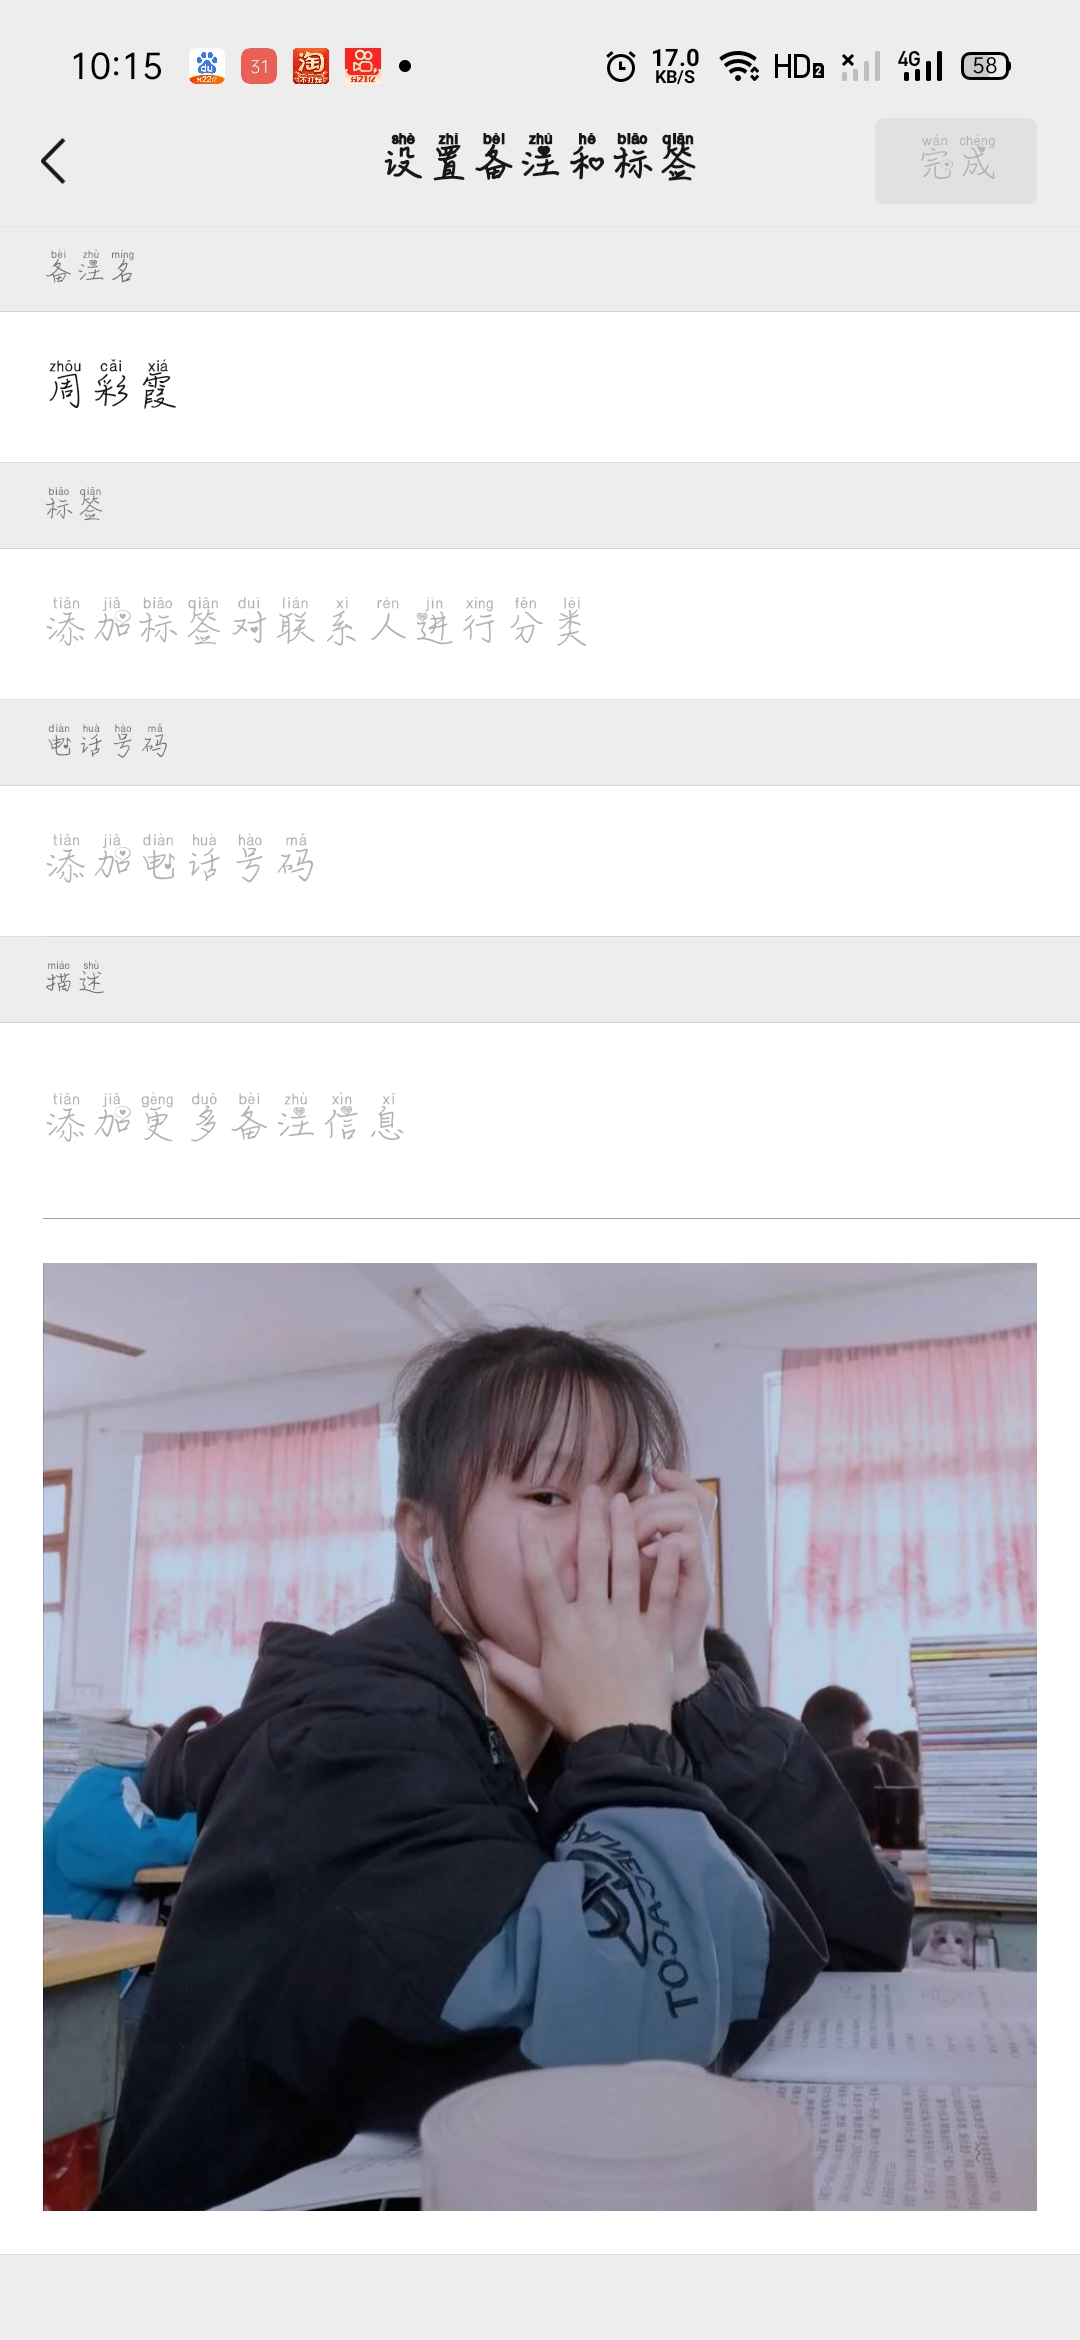 10:15 31 17.0 KB/S HD2 4G 58
shè zhì bèi zhù hé biāo qiān
设置备注和标签
wán chéng
完成
bèi zhù míng
备注名
zhōu cǎi xiá
周彩霞
biāo qiān
标签
tiān jiā biāo qiān duì lián xì rén jìn xíng fēn lèi
添加标签对联系人进行分类
diàn huà hào mǎ
电话号码
tiān jiā diàn huà hào mǎ
添加电话号码
miáo shù
描述
tiān jiā gèng duō bèi zhù xìn xī
添加更多备注信息